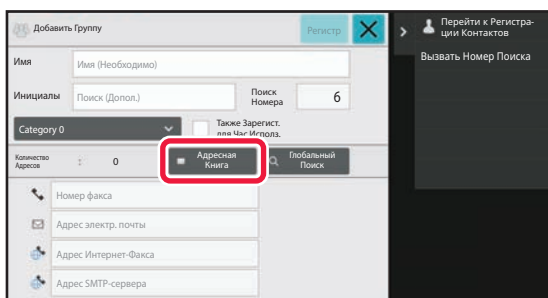 Добавить Группу
Регистр
Имя
Имя (Необходимо)
Инициалы
Поиск (Допол.)
Поиск
Номера
6
Category 0
Также Зарегист.
для Час Исполз.
Количество
Адресов
:
0
Адресная
Книга
Глобальный
Поиск
Номер факса
Адрес электр. почты
Адрес Интернет-Факса
Адрес SMTP-сервера
Перейти к Регистра-
ции Контактов
Вызвать Номер Поиска